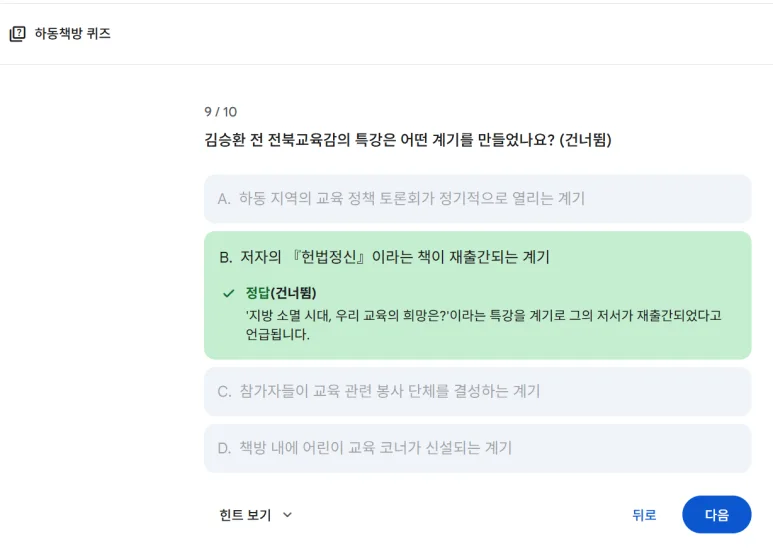 하동책방 퀴즈
9 / 10
김승환 전 전북교육감의 특강은 어떤 계기를 만들었나요? (건너뜀)
A. 하동 지역의 교육 정책 토론회가 정기적으로 열리는 계기
B. 저자의 『헌법정신』이라는 책이 재출간되는 계기
정답(건너뜀)
'지방 소멸 시대, 우리 교육의 희망은?'이라는 특강을 계기로 그의 저서가 재출간되었다고
언급됩니다.
C. 참가자들이 교육 관련 봉사 단체를 결성하는 계기
D. 책방 내에 어린이 교육 코너가 신설되는 계기
힌트 보기
뒤로
다음